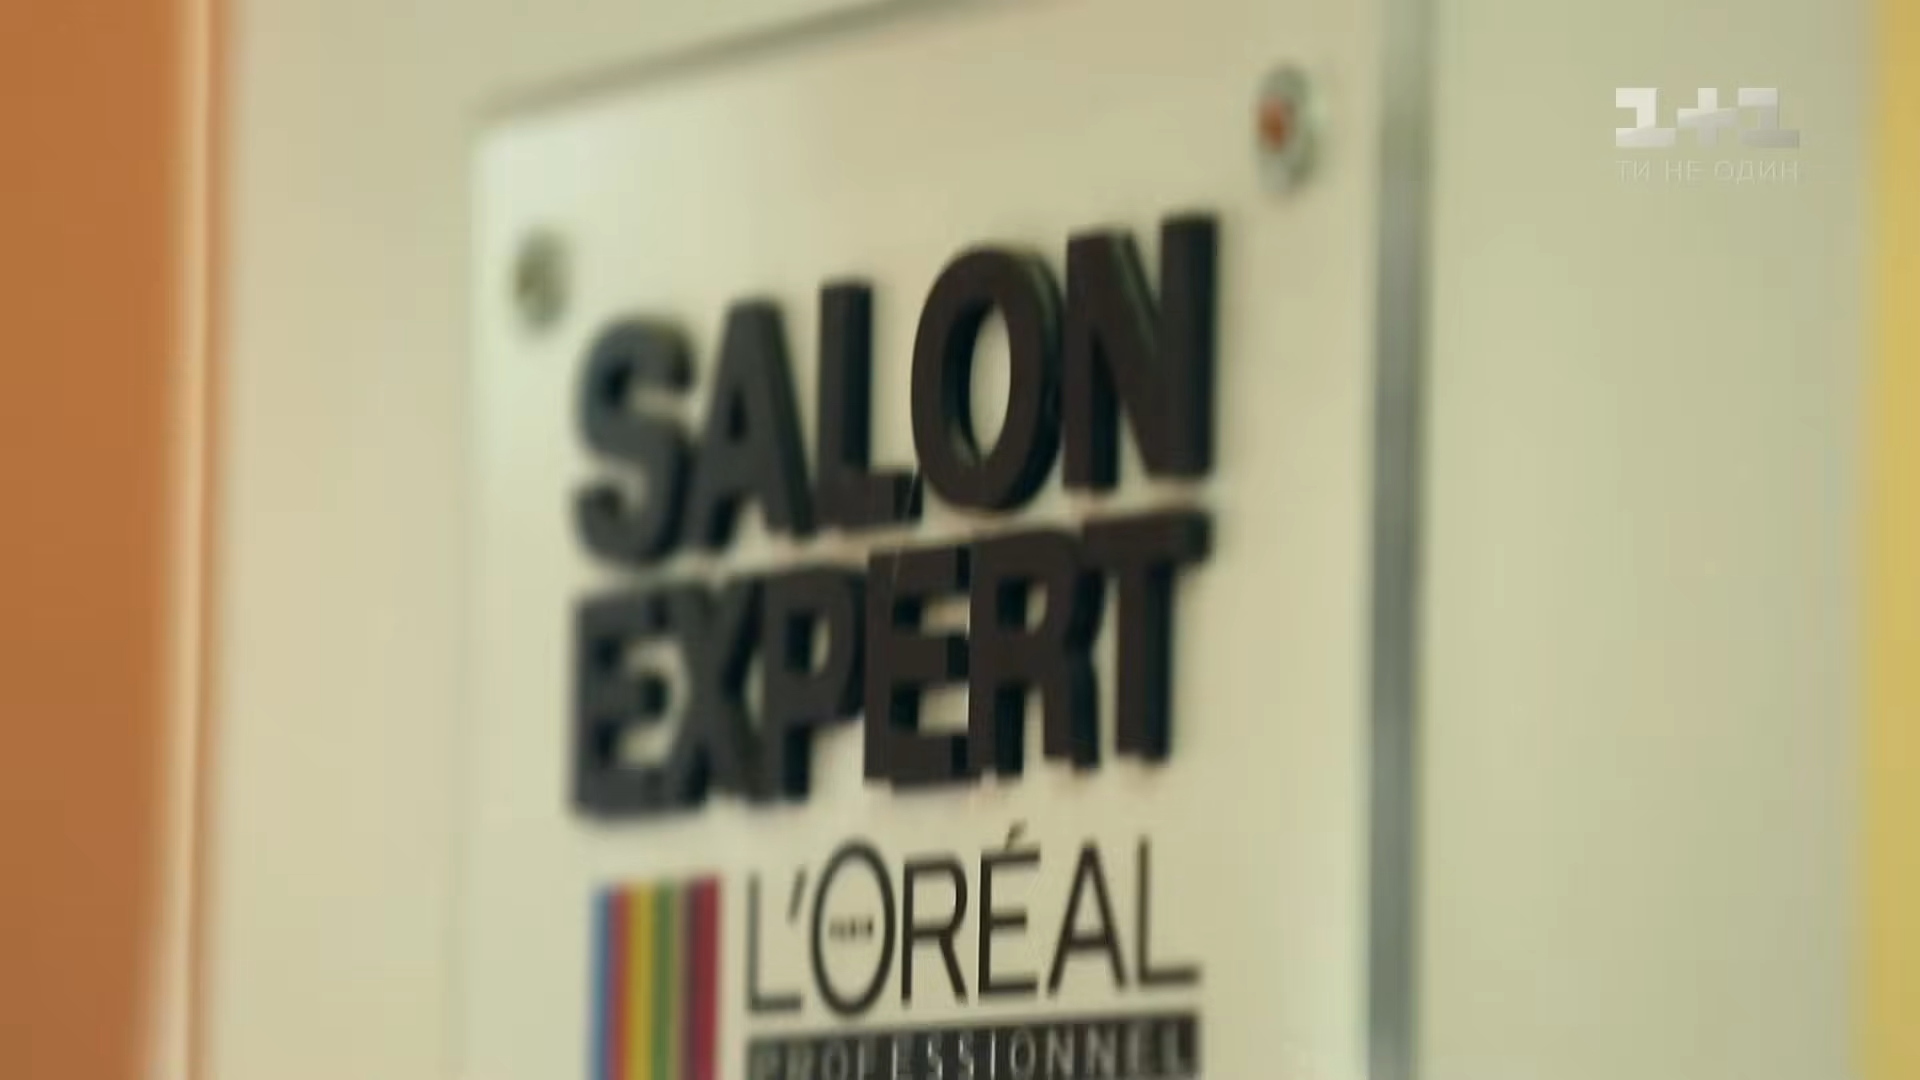 1+1
ТИ НЕ ОДИН
SALON
EXPERT
L'ORÉAL
PROFESSIONNEL